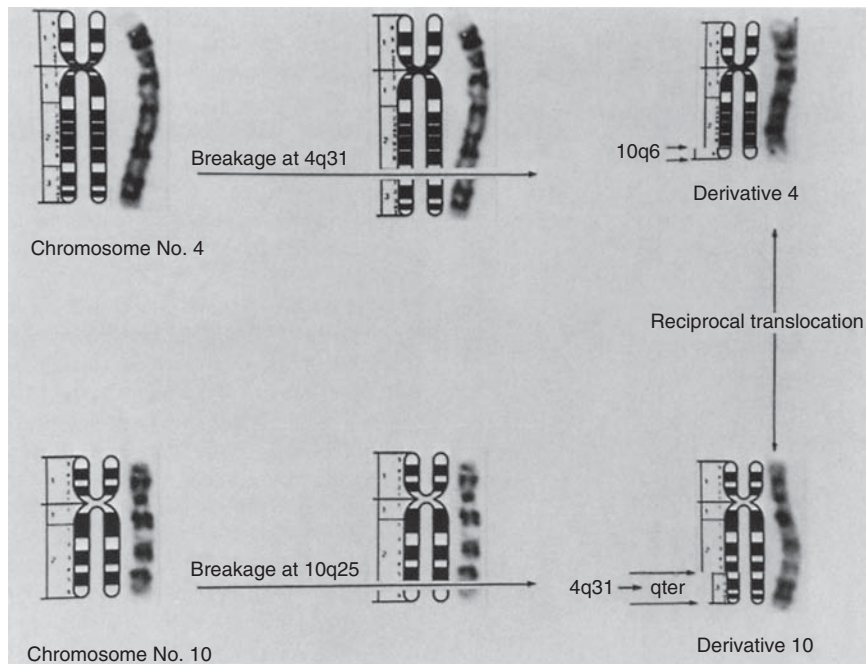 Breakage at 4q31
10q6
Derivative 4
Chromosome No. 4
Reciprocal translocation
Breakage at 10q25
4q31 → qter
Derivative 10
Chromosome No. 10